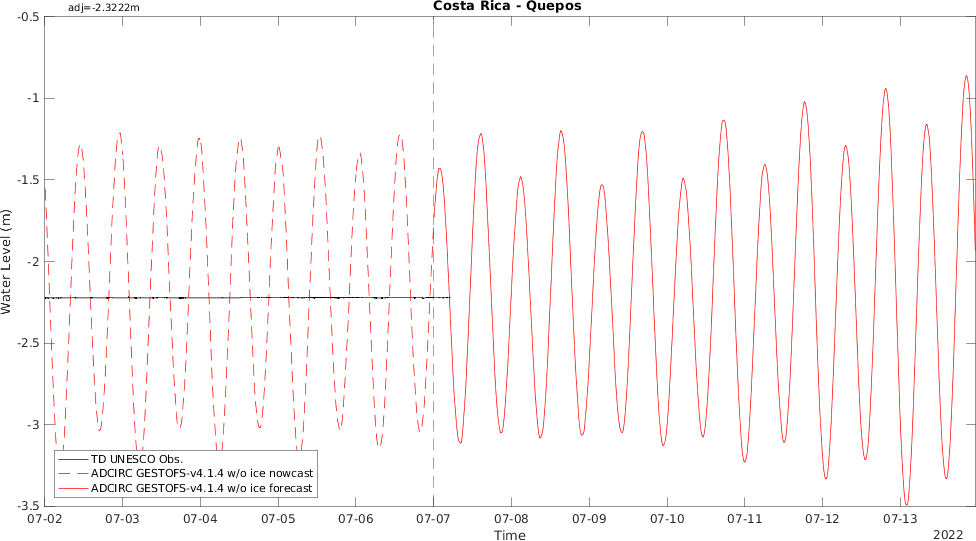 adj=-2.3222m
Costa Rica - Quepos
-0.5
-1
-1.5
-2
-2.5
-3
-3.5
Water Level (m)
TD UNESCO Obs.
ADCIRC GESTOFS-v4.1.4 w/o ice nowcast
ADCIRC GESTOFS-v4.1.4 w/o ice forecast
07-02 07-03 07-04 07-05 07-06 07-07 07-08 07-09 07-10 07-11 07-12 07-13
Time
2022